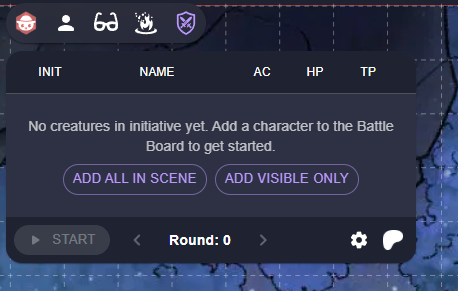 INIT NAME AC HP TP
No creatures in initiative yet. Add a character to the Battle
Board to get started.
ADD ALL IN SCENE ADD VISIBLE ONLY
START Round: 0